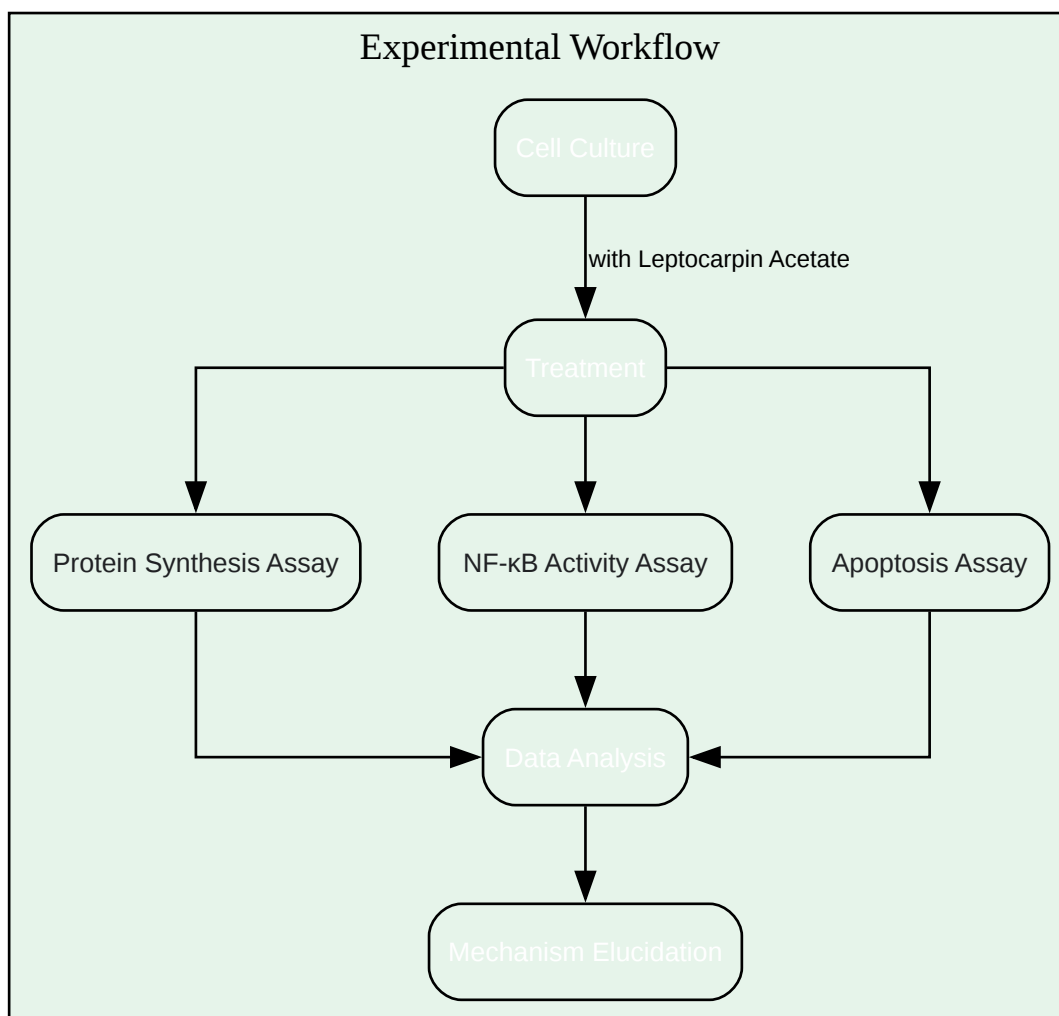 Experimental Workflow
Cell Culture
with Leptocarpin Acetate
Treatment
Protein Synthesis Assay
NF-κB Activity Assay
Apoptosis Assay
Data Analysis
Mechanism Elucidation